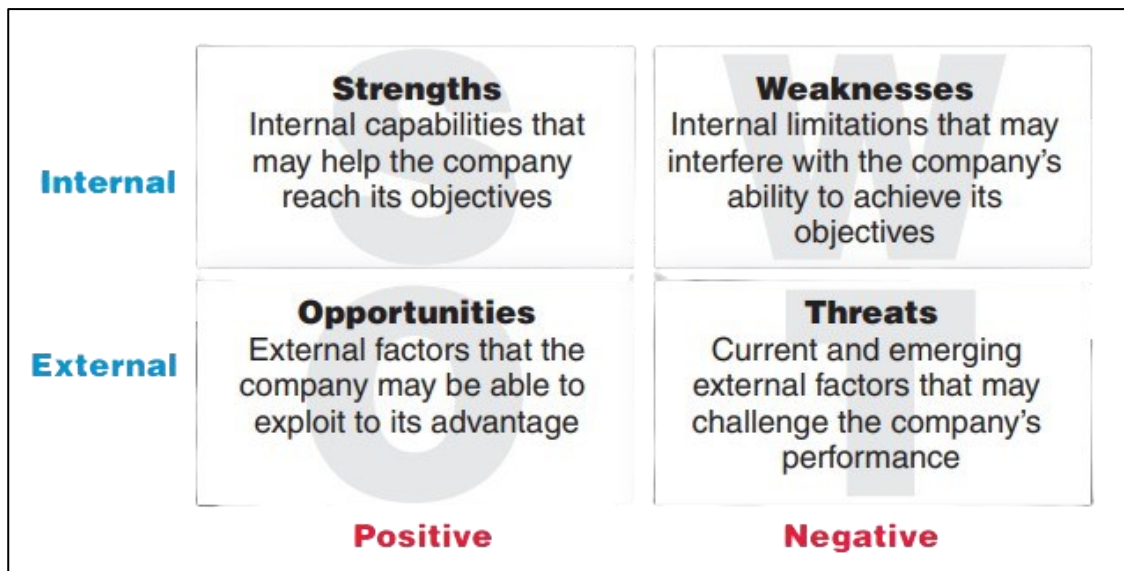 Strengths
Internal capabilities that
may help the company
reach its objectives
Weaknesses
Internal limitations that may
interfere with the company's
ability to achieve its
objectives
Internal
Opportunities
External factors that the
company may be able to
exploit to its advantage
Threats
Current and emerging
external factors that may
challenge the company's
performance
External
Positive
Negative
S
W
O
T